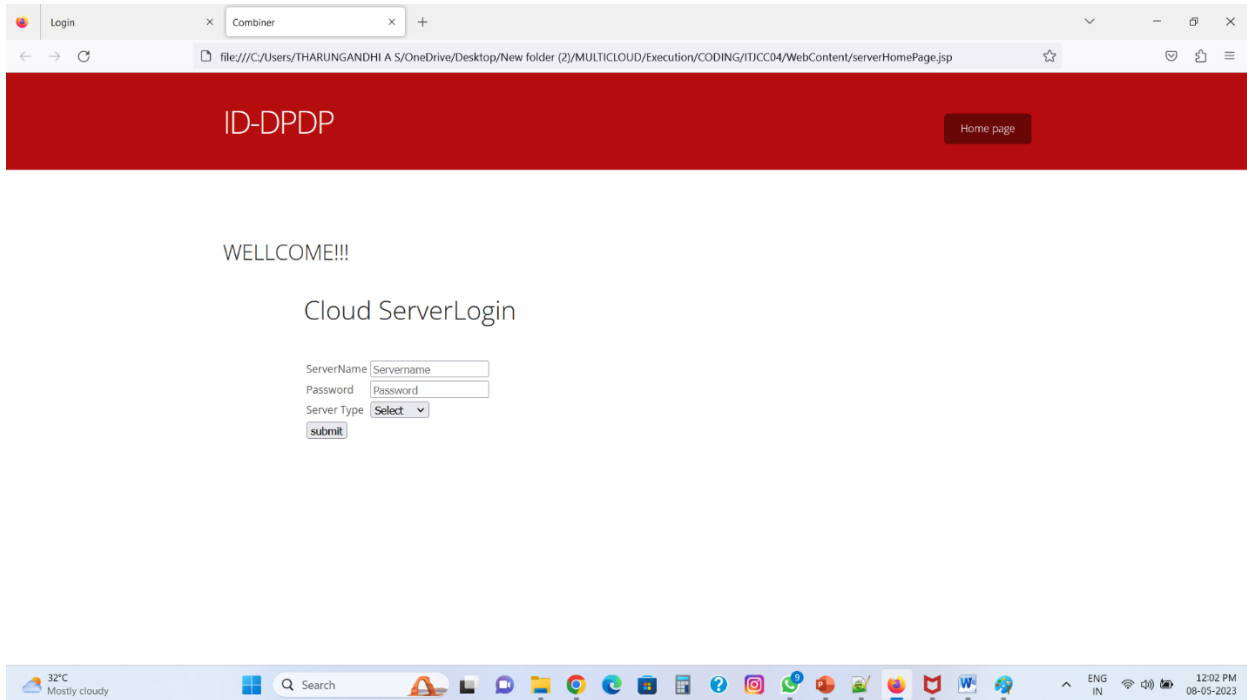 Login
Combiner
file:///C:/Users/THARUNGANDHI A S/OneDrive/Desktop/New folder (2)/MULTICLOUD/Execution/CODING/ITJCC04/WebContent/serverHomePage.jsp
ID-DPDP
Home page
WELLCOME!!!
Cloud ServerLogin
ServerName Servername
Password Password
Server Type Select
submit
32°C
Mostly cloudy
Search
ENG
IN
12:02 PM
08-05-2023